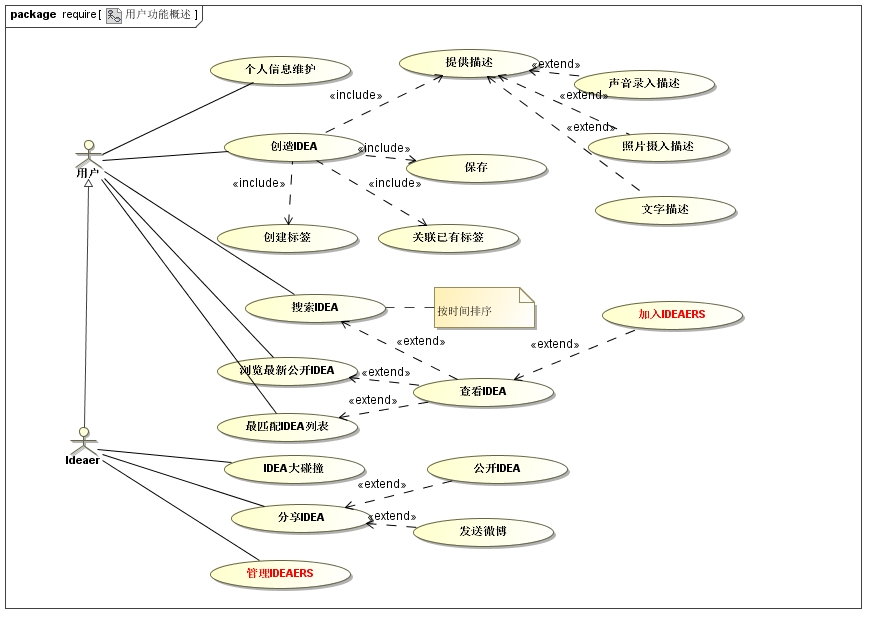 package require[ 用户功能概述 ]
个人信息维护
提供描述
«extend»
声音录入描述
«include»
«extend»
«extend»
创造IDEA
«include»
照片摄入描述
用户
保存
«include»
«include»
文字描述
创建标签
关联已有标签
搜索IDEA
按时间排序
加入IDEAERS
«extend»
«extend»
浏览最新公开IDEA
«extend»
查看IDEA
«extend»
最匹配IDEA列表
Ideaer
IDEA大碰撞
公开IDEA
«extend»
分享IDEA
«extend»
发送微博
管理IDEAERS